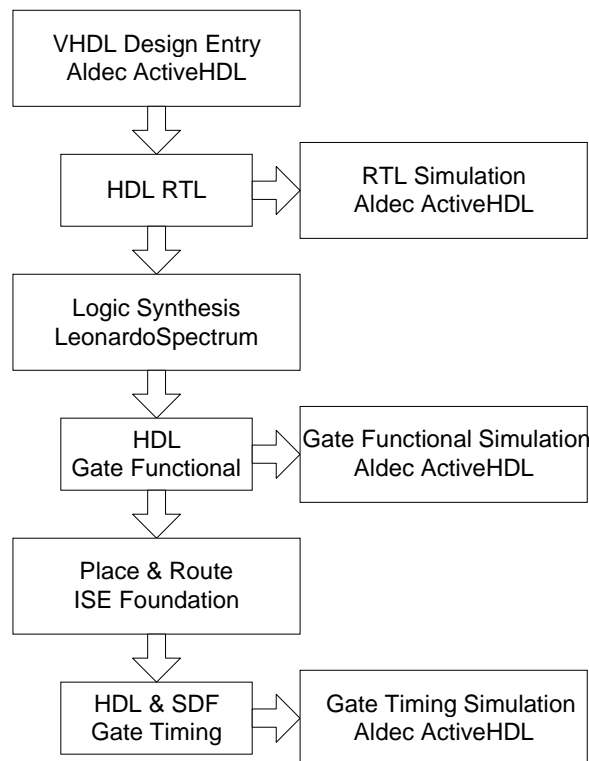 VHDL Design Entry
Aldec ActiveHDL
HDL RTL
RTL Simulation
Aldec ActiveHDL
Logic Synthesis
LeonardoSpectrum
HDL
Gate Functional
Gate Functional Simulation
Aldec ActiveHDL
Place & Route
ISE Foundation
HDL & SDF
Gate Timing
Gate Timing Simulation
Aldec ActiveHDL